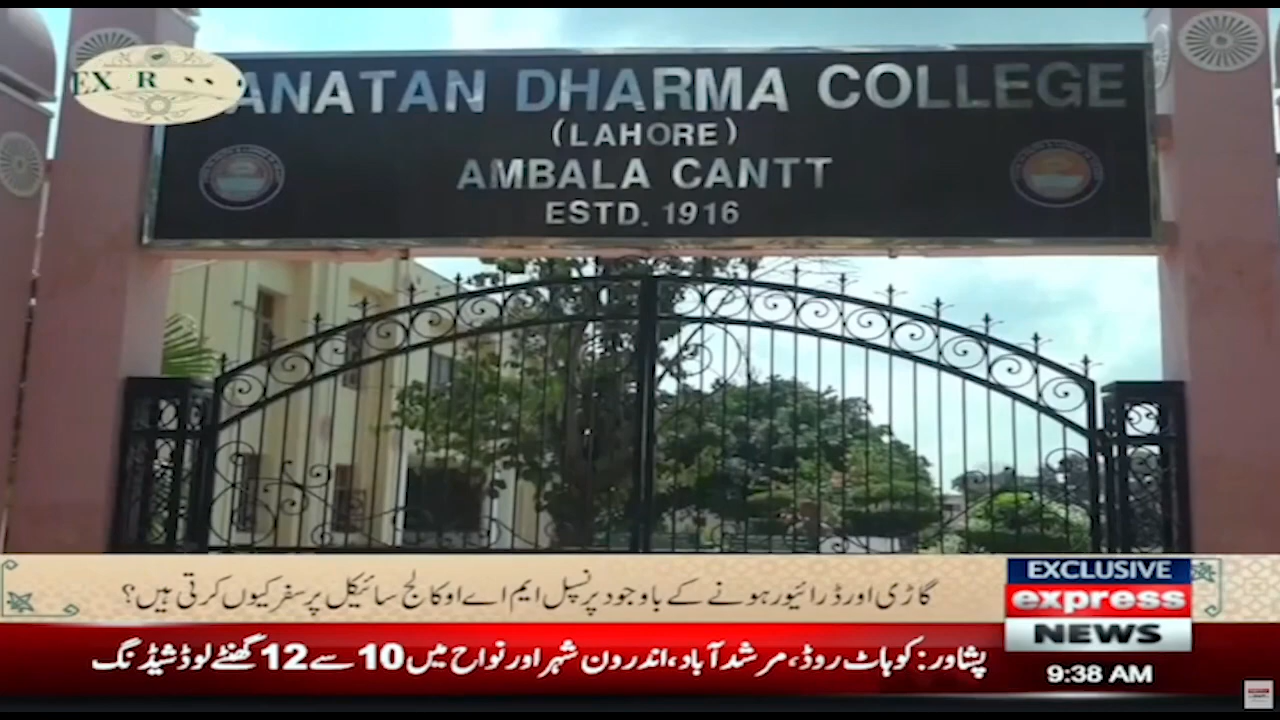 ANATAN DHARMA COLLEGE
(LAHORE)
AMBALA CANTT
ESTD. 1916
گاڑی اور ڈرائیور ہونے کے باوجود پرنسپل ایم اے او کالج سائیکل پر سفر کیوں کرتی ہیں؟
EXCLUSIVE
express
NEWS
پشاور: کوہاٹ روڈ، مرشد آباد، اندرون شہر اور نواح میں 10 سے 12 گھنٹے لوڈشیڈنگ
9:38 AM